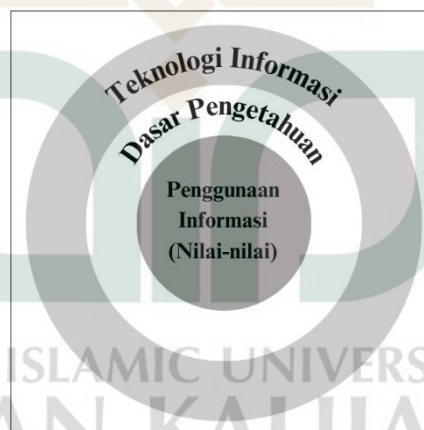 Teknologi Informasi
Dasar Pengetahuan
Penggunaan
Informasi
(Nilai-nilai)
ISLAMIC UNIVERS
AN KALIJA